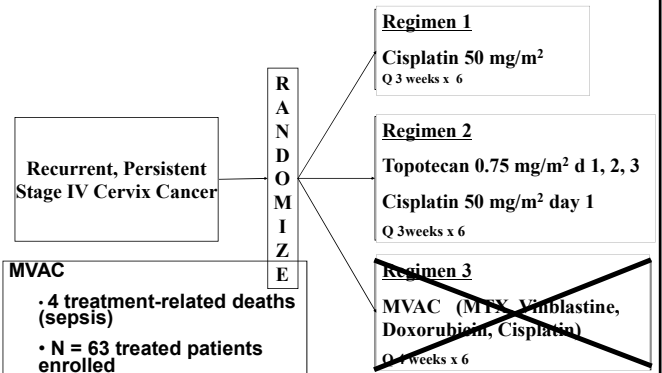 Regimen 1
Cisplatin 50 mg/m²
Q 3 weeks x 6
R
A
N
D
O
M
I
Z
E
Recurrent, Persistent
Stage IV Cervix Cancer
Regimen 2
Topotecan 0.75 mg/m² d 1, 2, 3
Cisplatin 50 mg/m² day 1
Q 3weeks x 6
MVAC
· 4 treatment-related deaths
(sepsis)
· N = 63 treated patients
enrolled
Regimen 3
MVAC (MTX, Vinblastine,
Doxorubicin, Cisplatin)
Q 4 weeks x 6